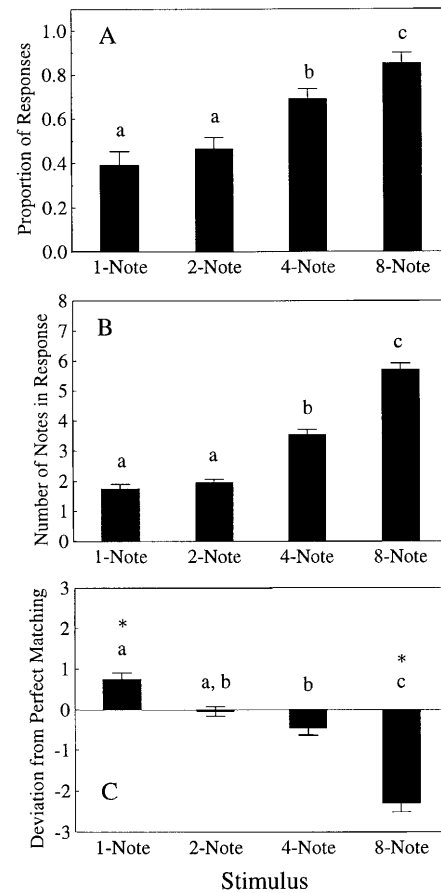 A
Proportion of Responses
1.0
0.8
0.6
0.4
0.2
0.0
a
a
b
c
1-Note 2-Note 4-Note 8-Note
B
Number of Notes in Response
8
7
6
5
4
3
2
1
0
a
a
b
c
1-Note 2-Note 4-Note 8-Note
C
Deviation from Perfect Matching
3
2
1
0
-1
-2
-3
*
a
a, b
b
*
c
1-Note 2-Note 4-Note 8-Note
Stimulus